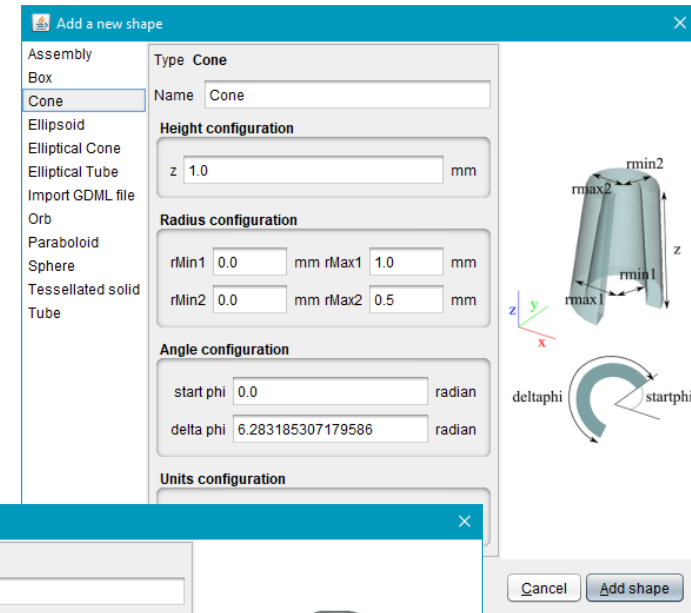 Add a new shape
Assembly
Box
Cone
Ellipsoid
Elliptical Cone
Elliptical Tube
Import GDML file
Orb
Paraboloid
Sphere
Tessellated solid
Tube
Type Cone
Name Cone
Height configuration
z 1.0 mm
Radius configuration
rMin1 0.0 mm rMax1 1.0 mm
rMin2 0.0 mm rMax2 0.5 mm
Angle configuration
start phi 0.0 radian
delta phi 6.283185307179586 radian
Units configuration
rmin2
rmax2
z
rmin1
rmax1
z
y
x
deltaphi
startphi
Cancel
Add shape